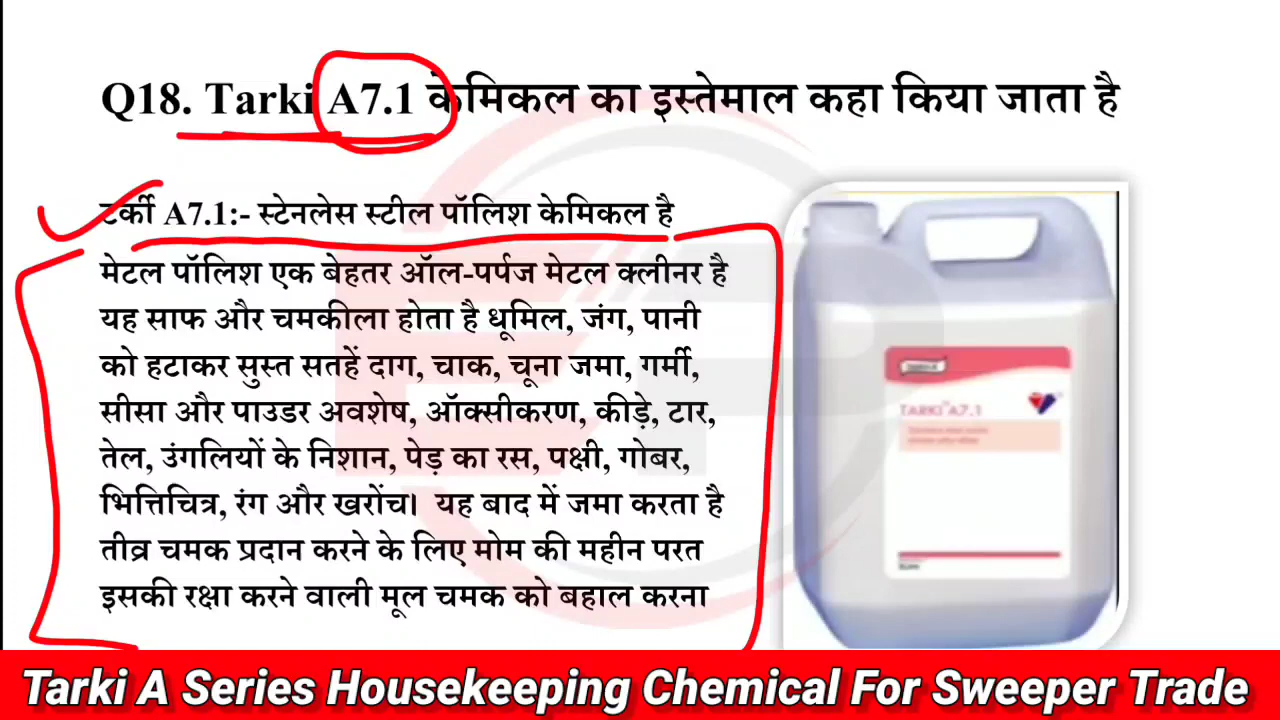 Q18. Tarki A7.1 केमिकल का इस्तेमाल कहा किया जाता है
टर्की A7.1:- स्टेनलेस स्टील पॉलिश केमिकल है
मेटल पॉलिश एक बेहतर ऑल-पर्पज मेटल क्लीनर है
यह साफ और चमकीला होता है धूमिल, जंग, पानी
को हटाकर सुस्त सतहें दाग, चाक, चूना जमा, गर्मी,
सीसा और पाउडर अवशेष, ऑक्सीकरण, कीड़े, टार,
तेल, उंगलियों के निशान, पेड़ का रस, पक्षी, गोबर,
भित्तिचित्र, रंग और खरोंच। यह बाद में जमा करता है
तीव्र चमक प्रदान करने के लिए मोम की महीन परत
इसकी रक्षा करने वाली मूल चमक को बहाल करना
TARKI A7.1
Tarki A Series Housekeeping Chemical For Sweeper Trade